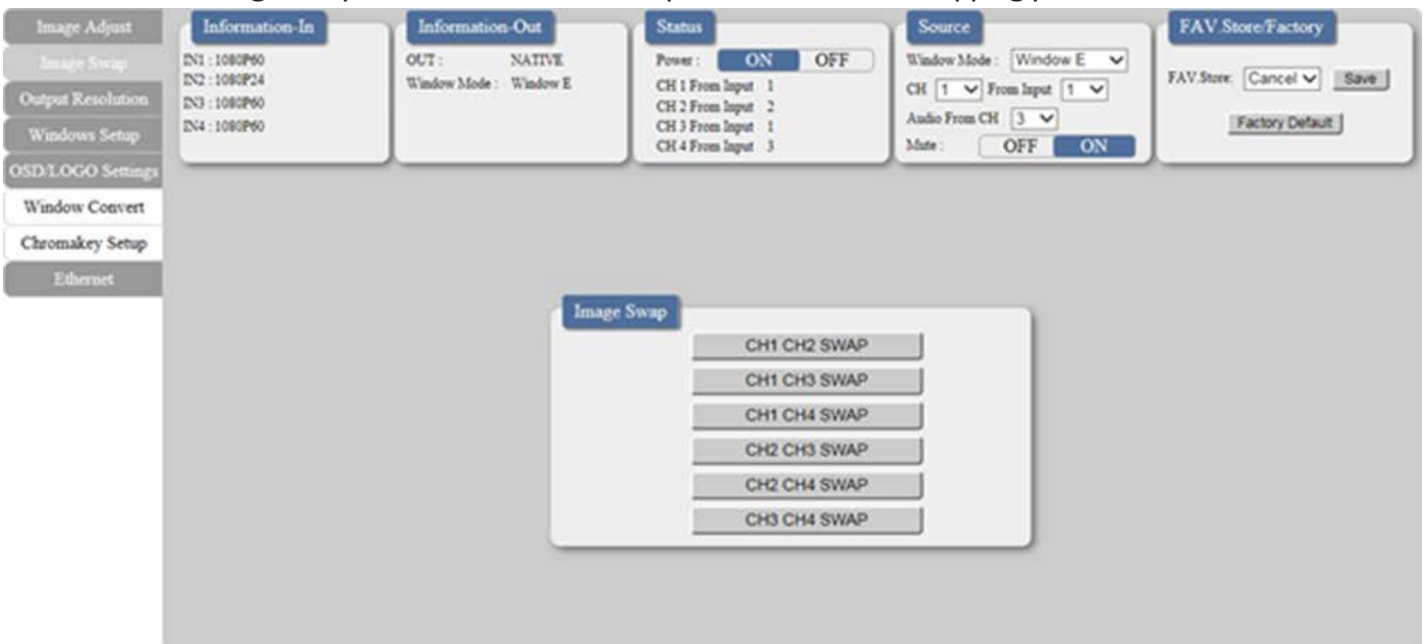 Image Adjust
Image Swap
Output Resolution
Windows Setup
OSD/LOGO Settings
Window Convert
Chromakey Setup
Ethernet
Information-In
IN1 : 1080P60
IN2 : 1080P24
IN3 : 1080P60
IN4 : 1080P60
Information-Out
OUT : NATIVE
Window Mode : Window E
Status
Power : ON OFF
CH 1 From Input 1
CH 2 From Input 2
CH 3 From Input 1
CH 4 From Input 3
Source
Window Mode : Window E
CH 1 From Input 1
Audio From CH 3
Mute : OFF ON
FAV.Store/Factory
FAV.Store: Cancel Save
Factory Default
Image Swap
CH1 CH2 SWAP
CH1 CH3 SWAP
CH1 CH4 SWAP
CH2 CH3 SWAP
CH2 CH4 SWAP
CH3 CH4 SWAP